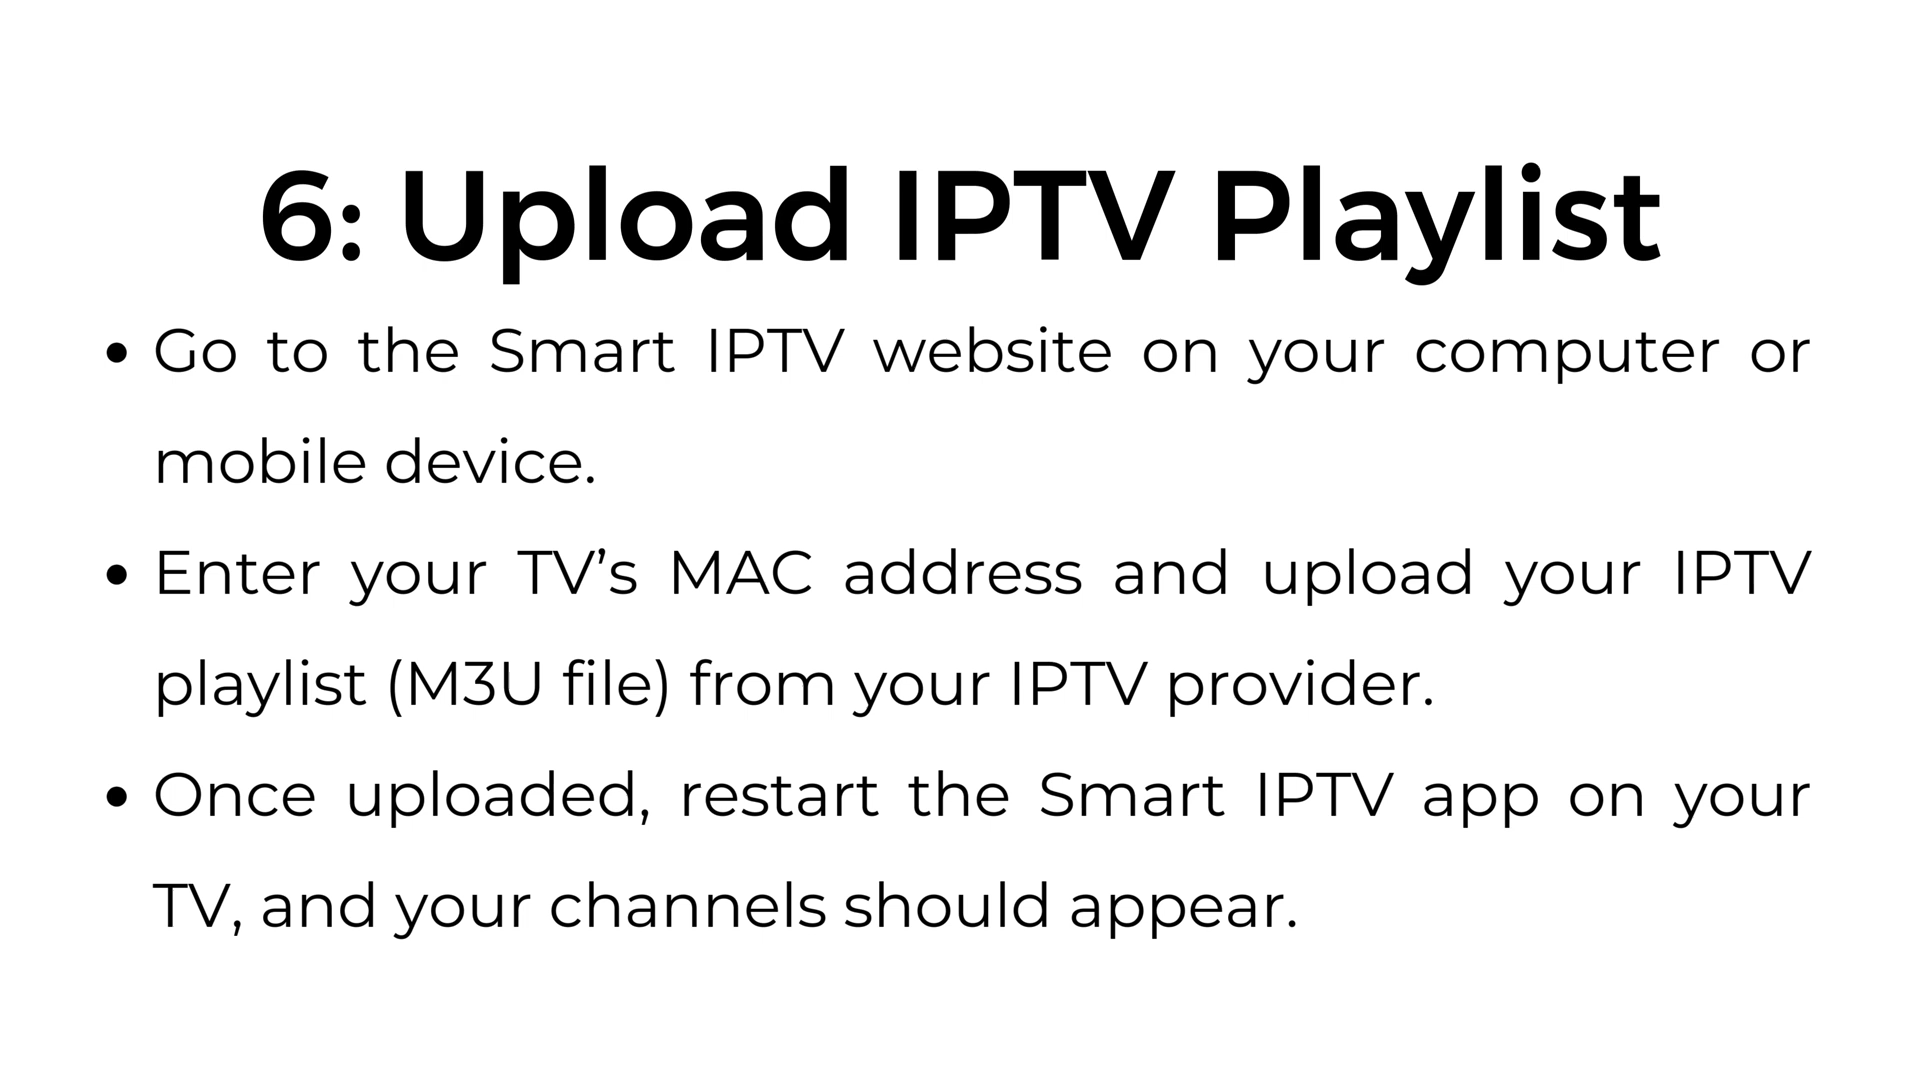 6: Upload IPTV Playlist
• Go to the Smart IPTV website on your computer or
mobile device.
• Enter your TV’s MAC address and upload your IPTV
playlist (M3U file) from your IPTV provider.
• Once uploaded, restart the Smart IPTV app on your
TV, and your channels should appear.